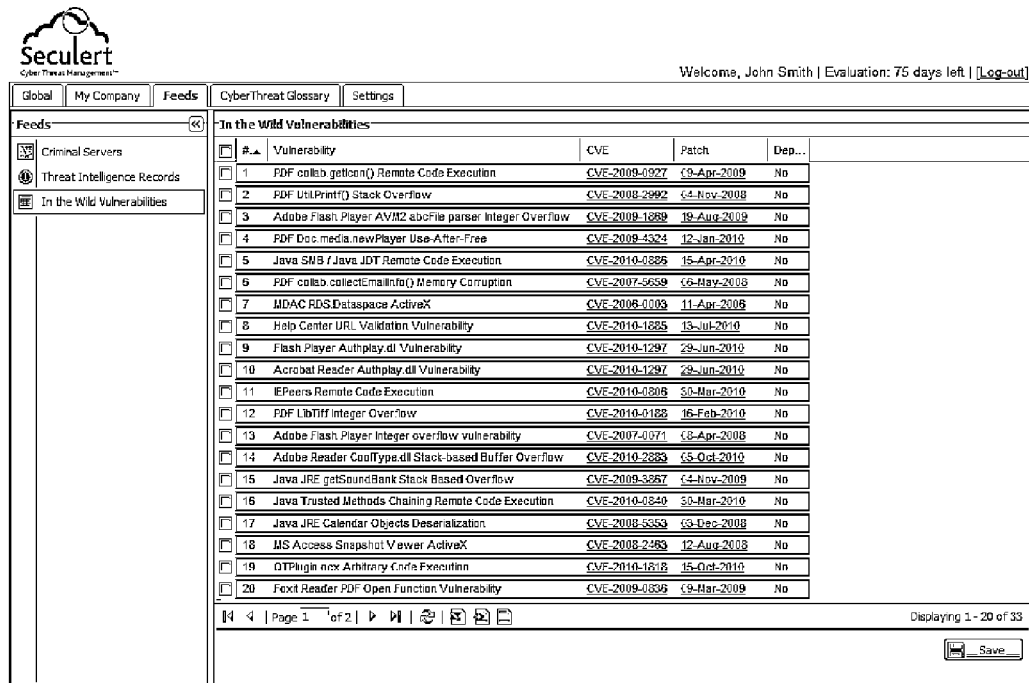 Seculert
Cyber Threat Management™
Welcome, John Smith | Evaluation: 75 days left | [Log-out]
Global My Company Feeds CyberThreat Glossary Settings
Feeds
Criminal Servers
Threat Intelligence Records
In the Wild Vulnerabilities
In the Wild Vulnerabilities
#. Vulnerability CVE Patch Dep...
1 PDF collab.getIcon() Remote Code Execution CVE-2009-0927 09-Apr-2009 No
2 PDF Util.Printf() Stack Overflow CVE-2008-2992 04-Nov-2008 No
3 Adobe Flash Player AVM2 abcFile parser Integer Overflow CVE-2009-1869 19-Aug-2009 No
4 PDF Doc.media.newPlayer Use-After-Free CVE-2009-4324 12-Jan-2010 No
5 Java SMB / Java JDT Remote Code Execution CVE-2010-0886 15-Apr-2010 No
6 PDF collab.collectEmailInfo() Memory Corruption CVE-2007-5659 06-May-2008 No
7 MDAC RDS.Dataspace ActiveX CVE-2006-0003 11-Apr-2006 No
8 Help Center URL Validation Vulnerability CVE-2010-1885 13-Jul-2010 No
9 Flash Player Authplay.dl Vulnerability CVE-2010-1297 29-Jun-2010 No
10 Acrobat Reader Authplay.dll Vulnerability CVE-2010-1297 29-Jun-2010 No
11 IEPeers Remote Code Execution CVE-2010-0806 30-Mar-2010 No
12 PDF LibTiff Integer Overflow CVE-2010-0188 16-Feb-2010 No
13 Adobe Flash Player Integer overflow vulnerability CVE-2007-0071 08-Apr-2008 No
14 Adobe Reader CoolType.dll Stack-based Buffer Overflow CVE-2010-2883 05-Oct-2010 No
15 Java JRE getSoundBank Stack Based Overflow CVE-2009-3867 04-Nov-2009 No
16 Java Trusted Methods Chaining Remote Code Execution CVE-2010-0840 30-Mar-2010 No
17 Java JRE Calendar Objects Deserialization CVE-2008-5353 03-Dec-2008 No
18 MS Access Snapshot Viewer ActiveX CVE-2008-2463 12-Aug-2008 No
19 QTPlugin.ocx Arbitrary Code Execution CVE-2010-1818 15-Oct-2010 No
20 Foxit Reader PDF Open Function Vulnerability CVE-2009-0836 09-Mar-2009 No
Page 1 of 2
Displaying 1 - 20 of 33
Save